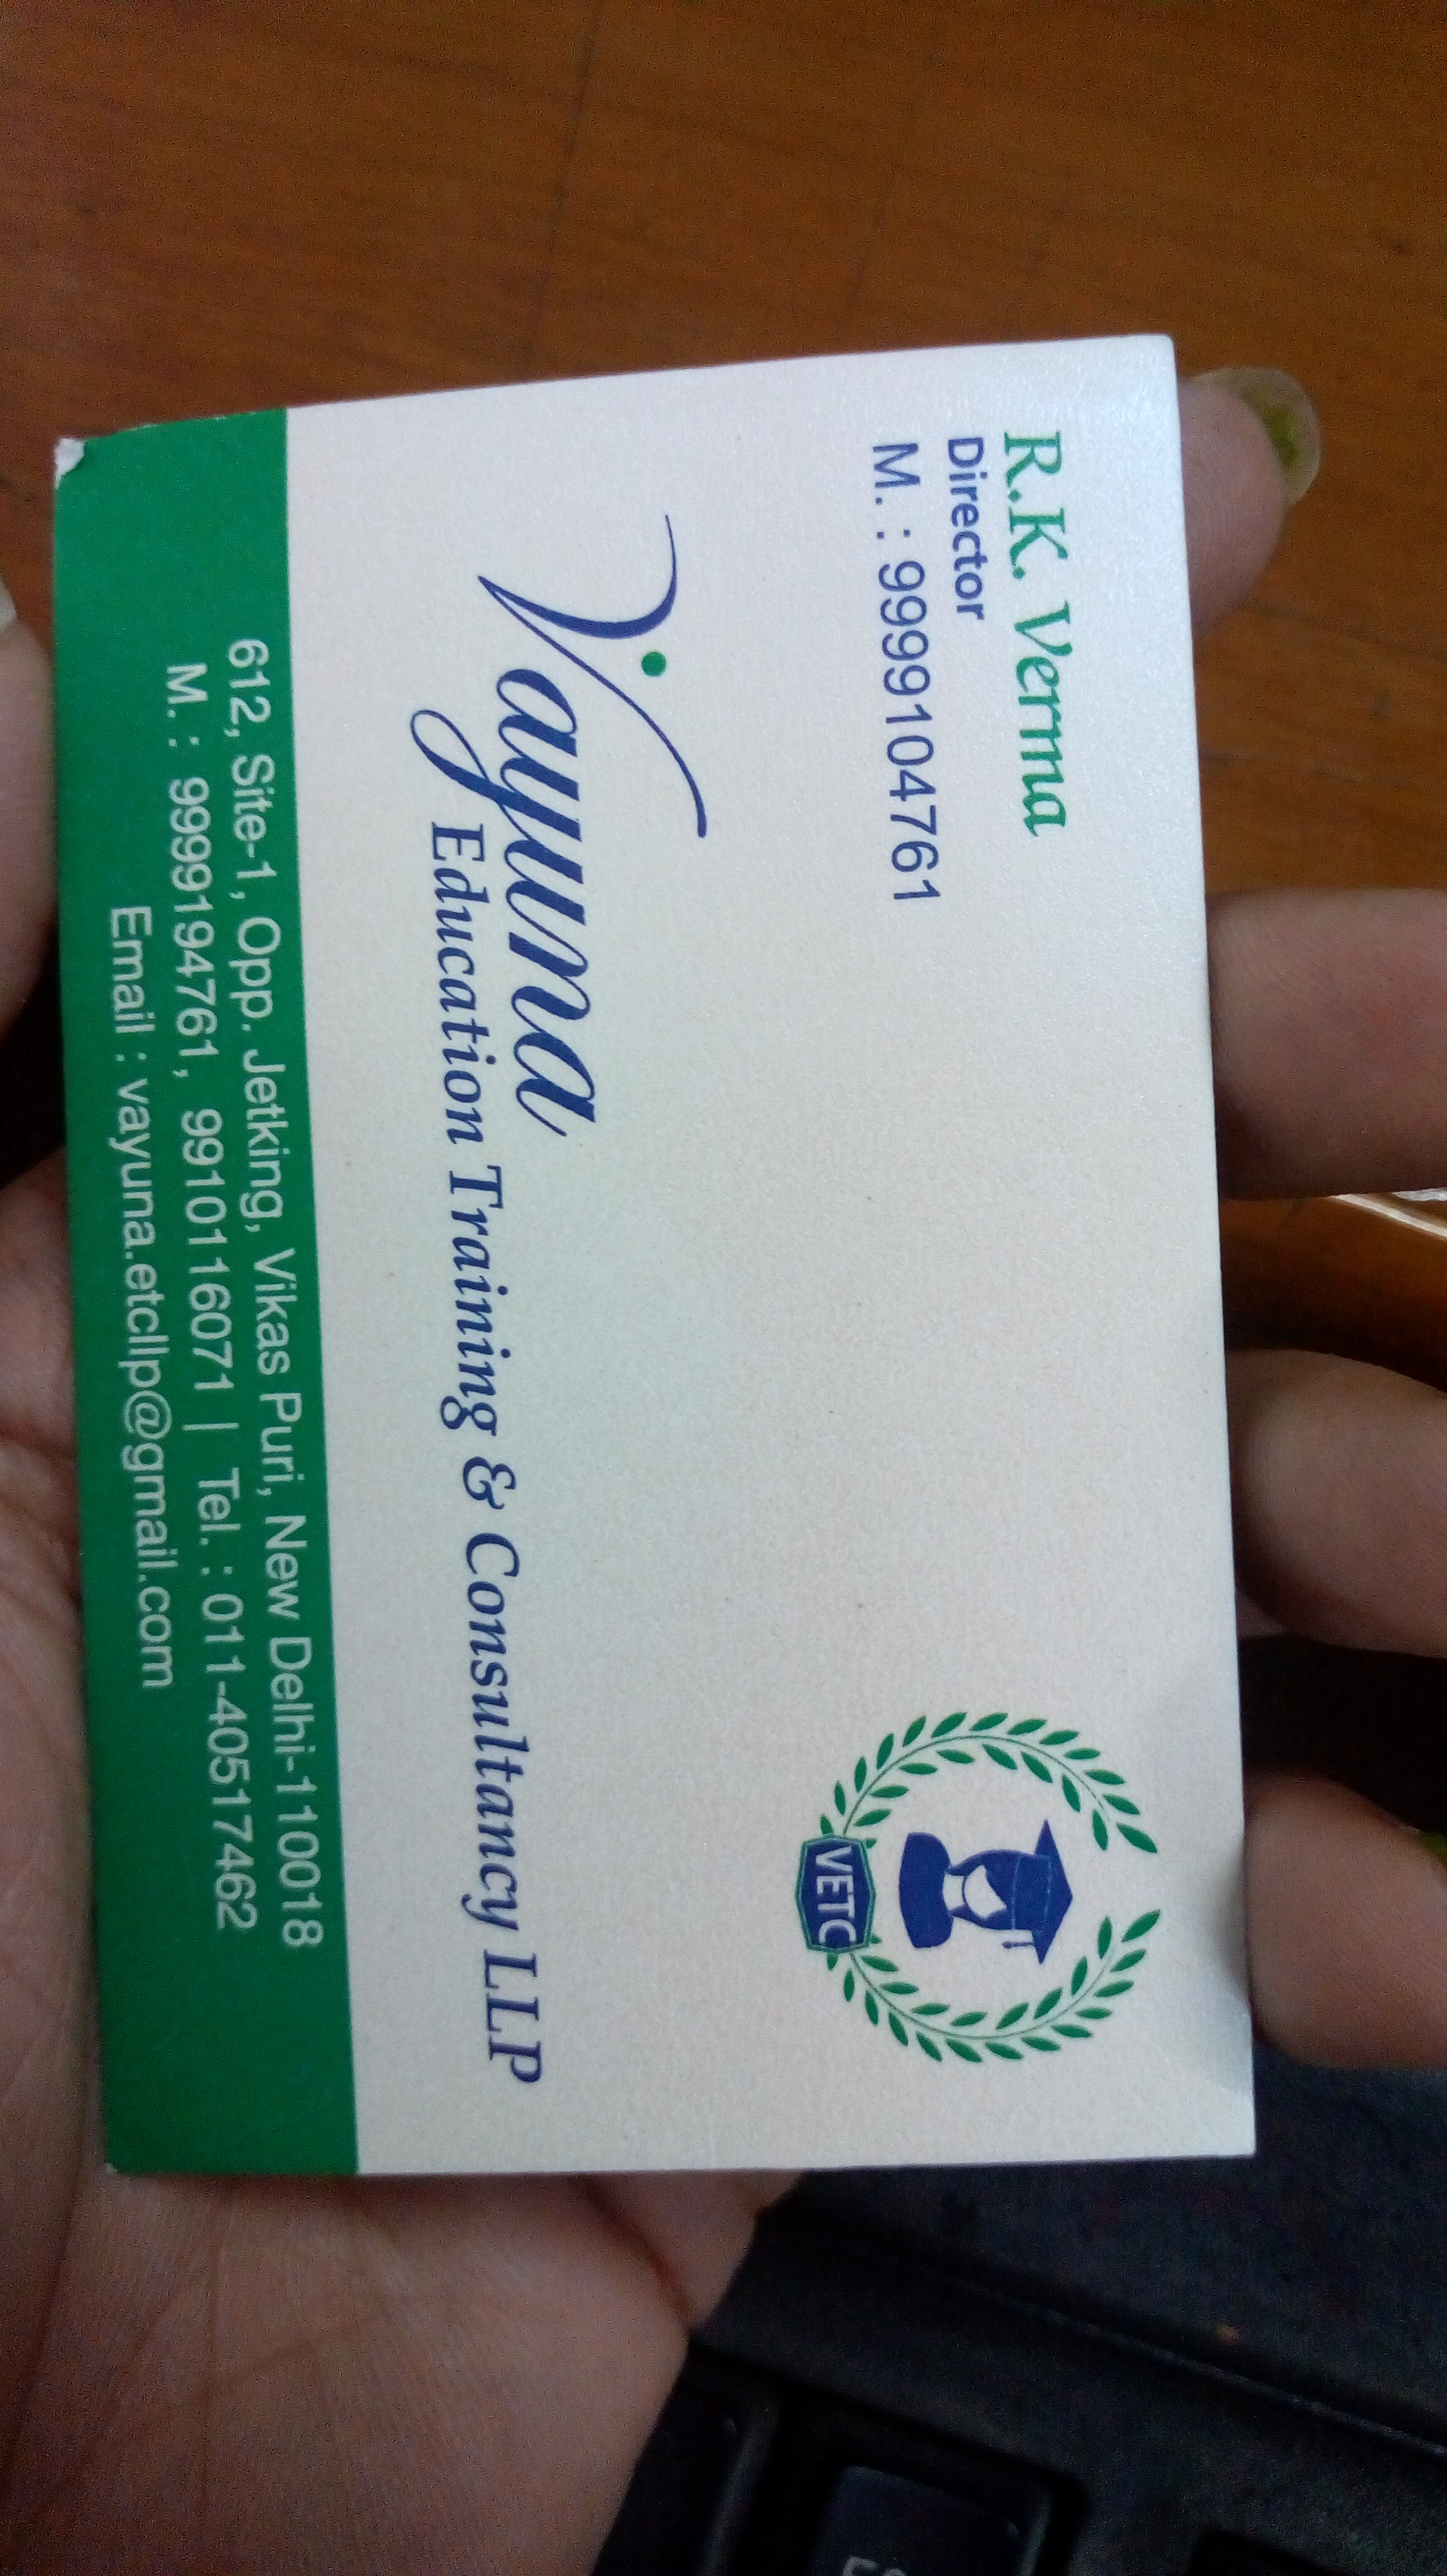 R.K. Verma
Director
M. : 9999104761
VETC
Vayuna
Education Training & Consultancy LLP
612, Site-1, Opp. Jetking, Vikas Puri, New Delhi-110018
M. : 9999194761, 9910116071 | Tel. : 011-40517462
Email : vayuna.etcllp@gmail.com